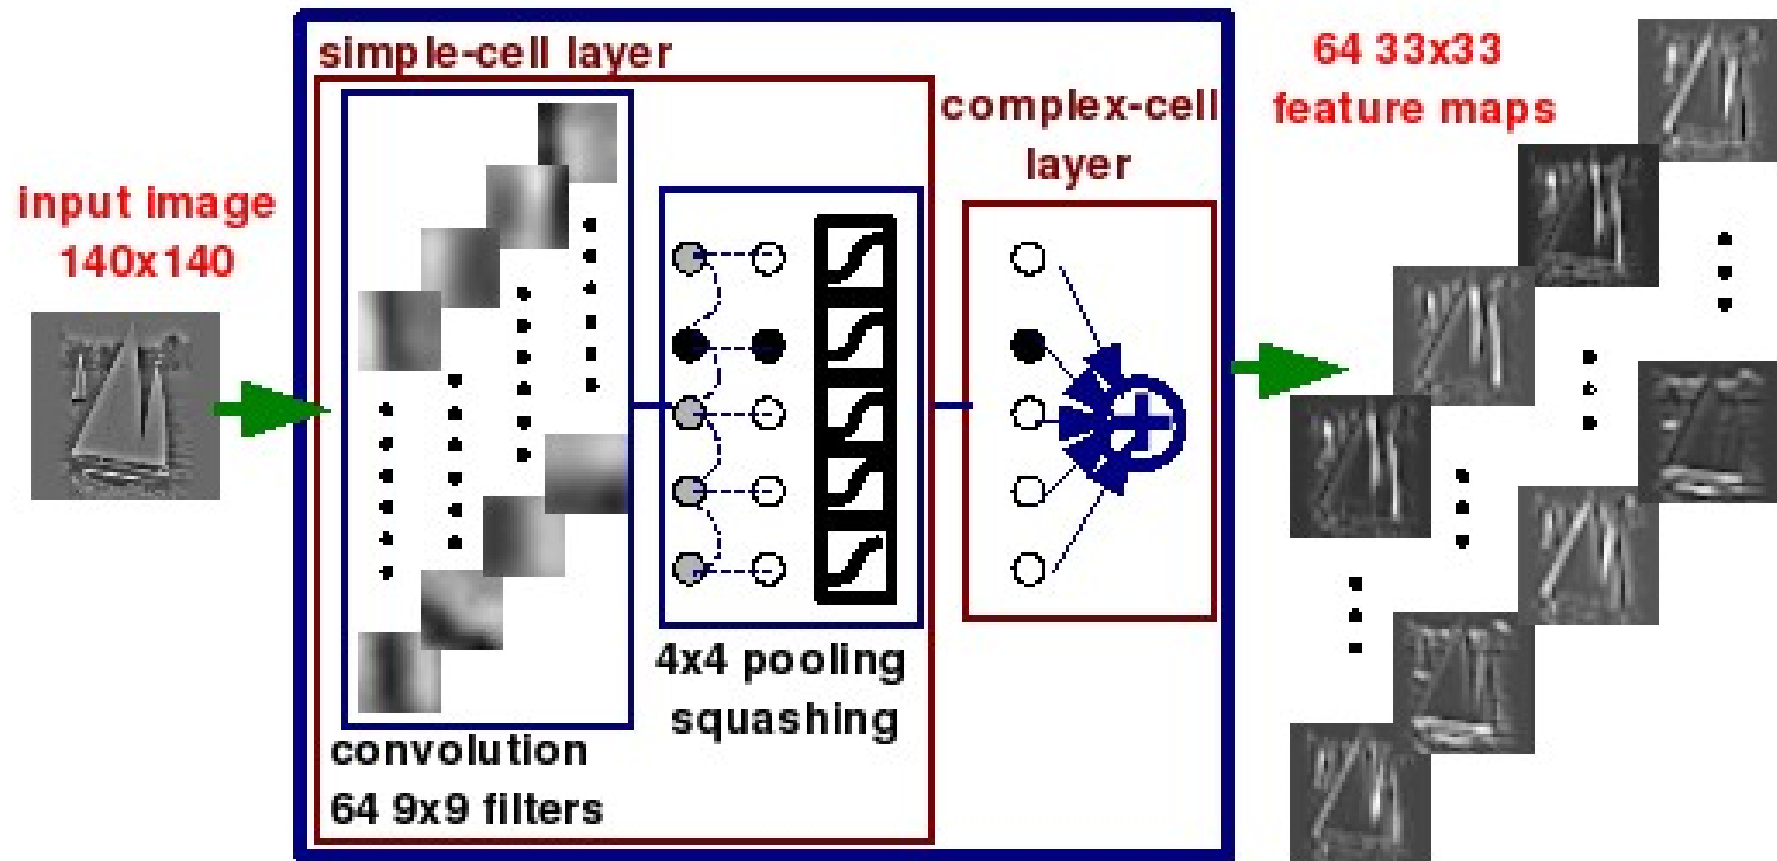 input image
140x140
simple-cell layer
convolution
64 9x9 filters
4x4 pooling
squashing
complex-cell
layer
64 33x33
feature maps